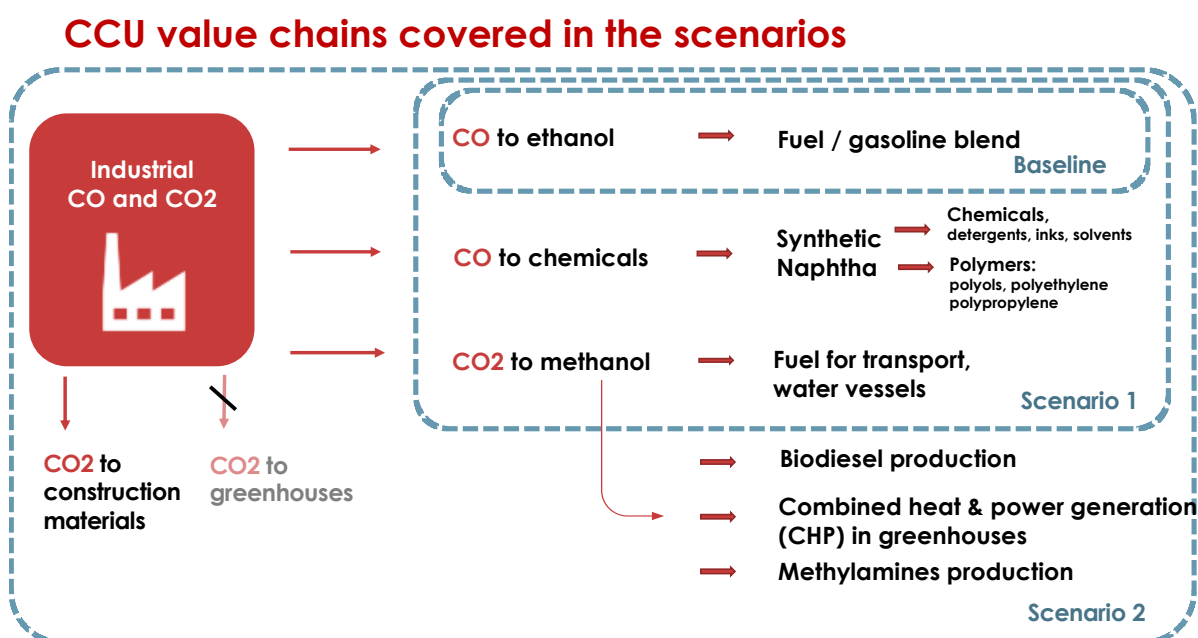 CCU value chains covered in the scenarios
Industrial
CO and CO2
CO to ethanol
Fuel / gasoline blend
Baseline
CO to chemicals
Synthetic
Naphtha
Chemicals,
detergents, inks, solvents
Polymers:
polyols, polyethylene
polypropylene
CO2 to methanol
Fuel for transport,
water vessels
Scenario 1
CO2 to
construction
materials
CO2 to
greenhouses
Biodiesel production
Combined heat & power generation
(CHP) in greenhouses
Methylamines production
Scenario 2